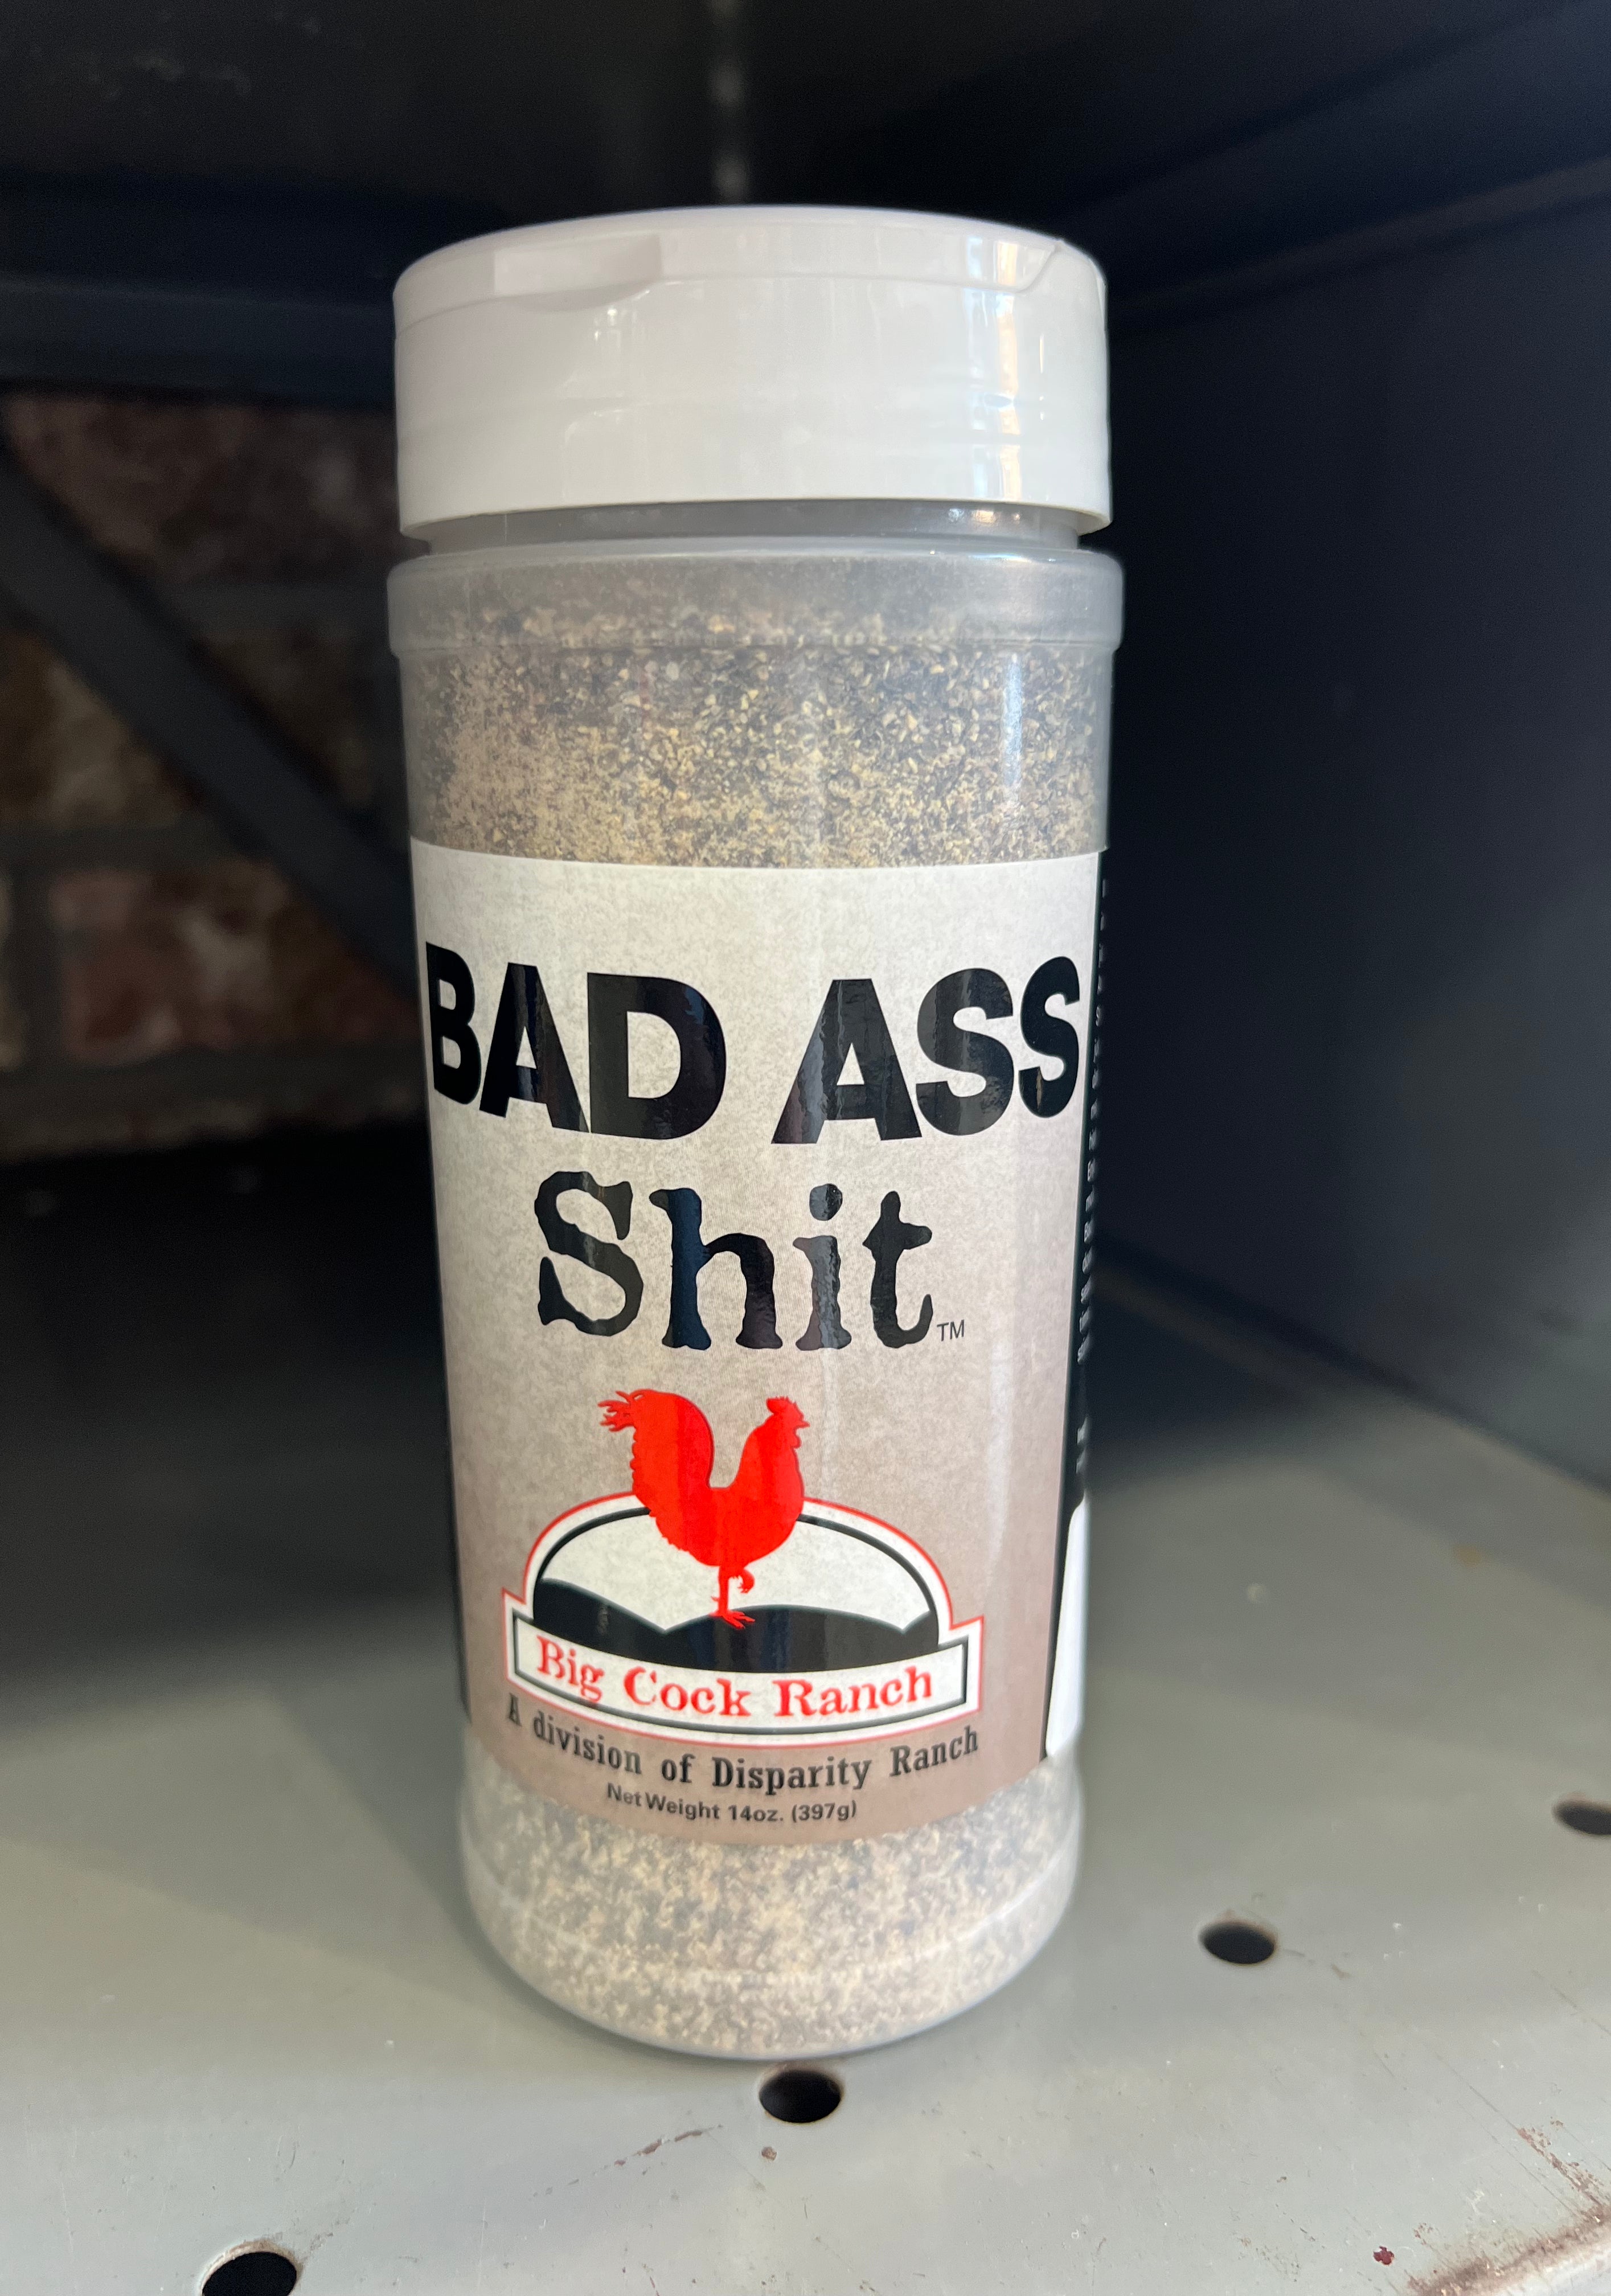 BAD ASS
Shit™
Big Cock Ranch
A division of Disparity Ranch
Net Weight 14oz. (397g)